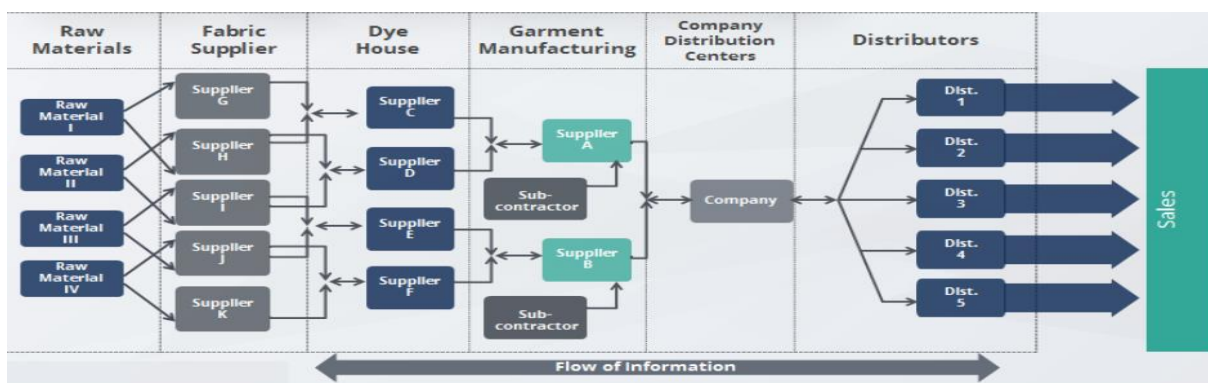 Raw
Materials
Fabric
Supplier
Dye
House
Garment
Manufacturing
Company
Distribution
Centers
Distributors
Raw
Material
I
Raw
Material
II
Raw
Material
III
Raw
Material
IV
Supplier
G
Supplier
H
Supplier
I
Supplier
J
Supplier
K
Supplier
C
Supplier
D
Supplier
E
Supplier
F
Supplier
A
Sub-
contractor
Supplier
B
Sub-
contractor
Company
Dist.
1
Dist.
2
Dist.
3
Dist.
4
Dist.
5
Sales
Flow of Information